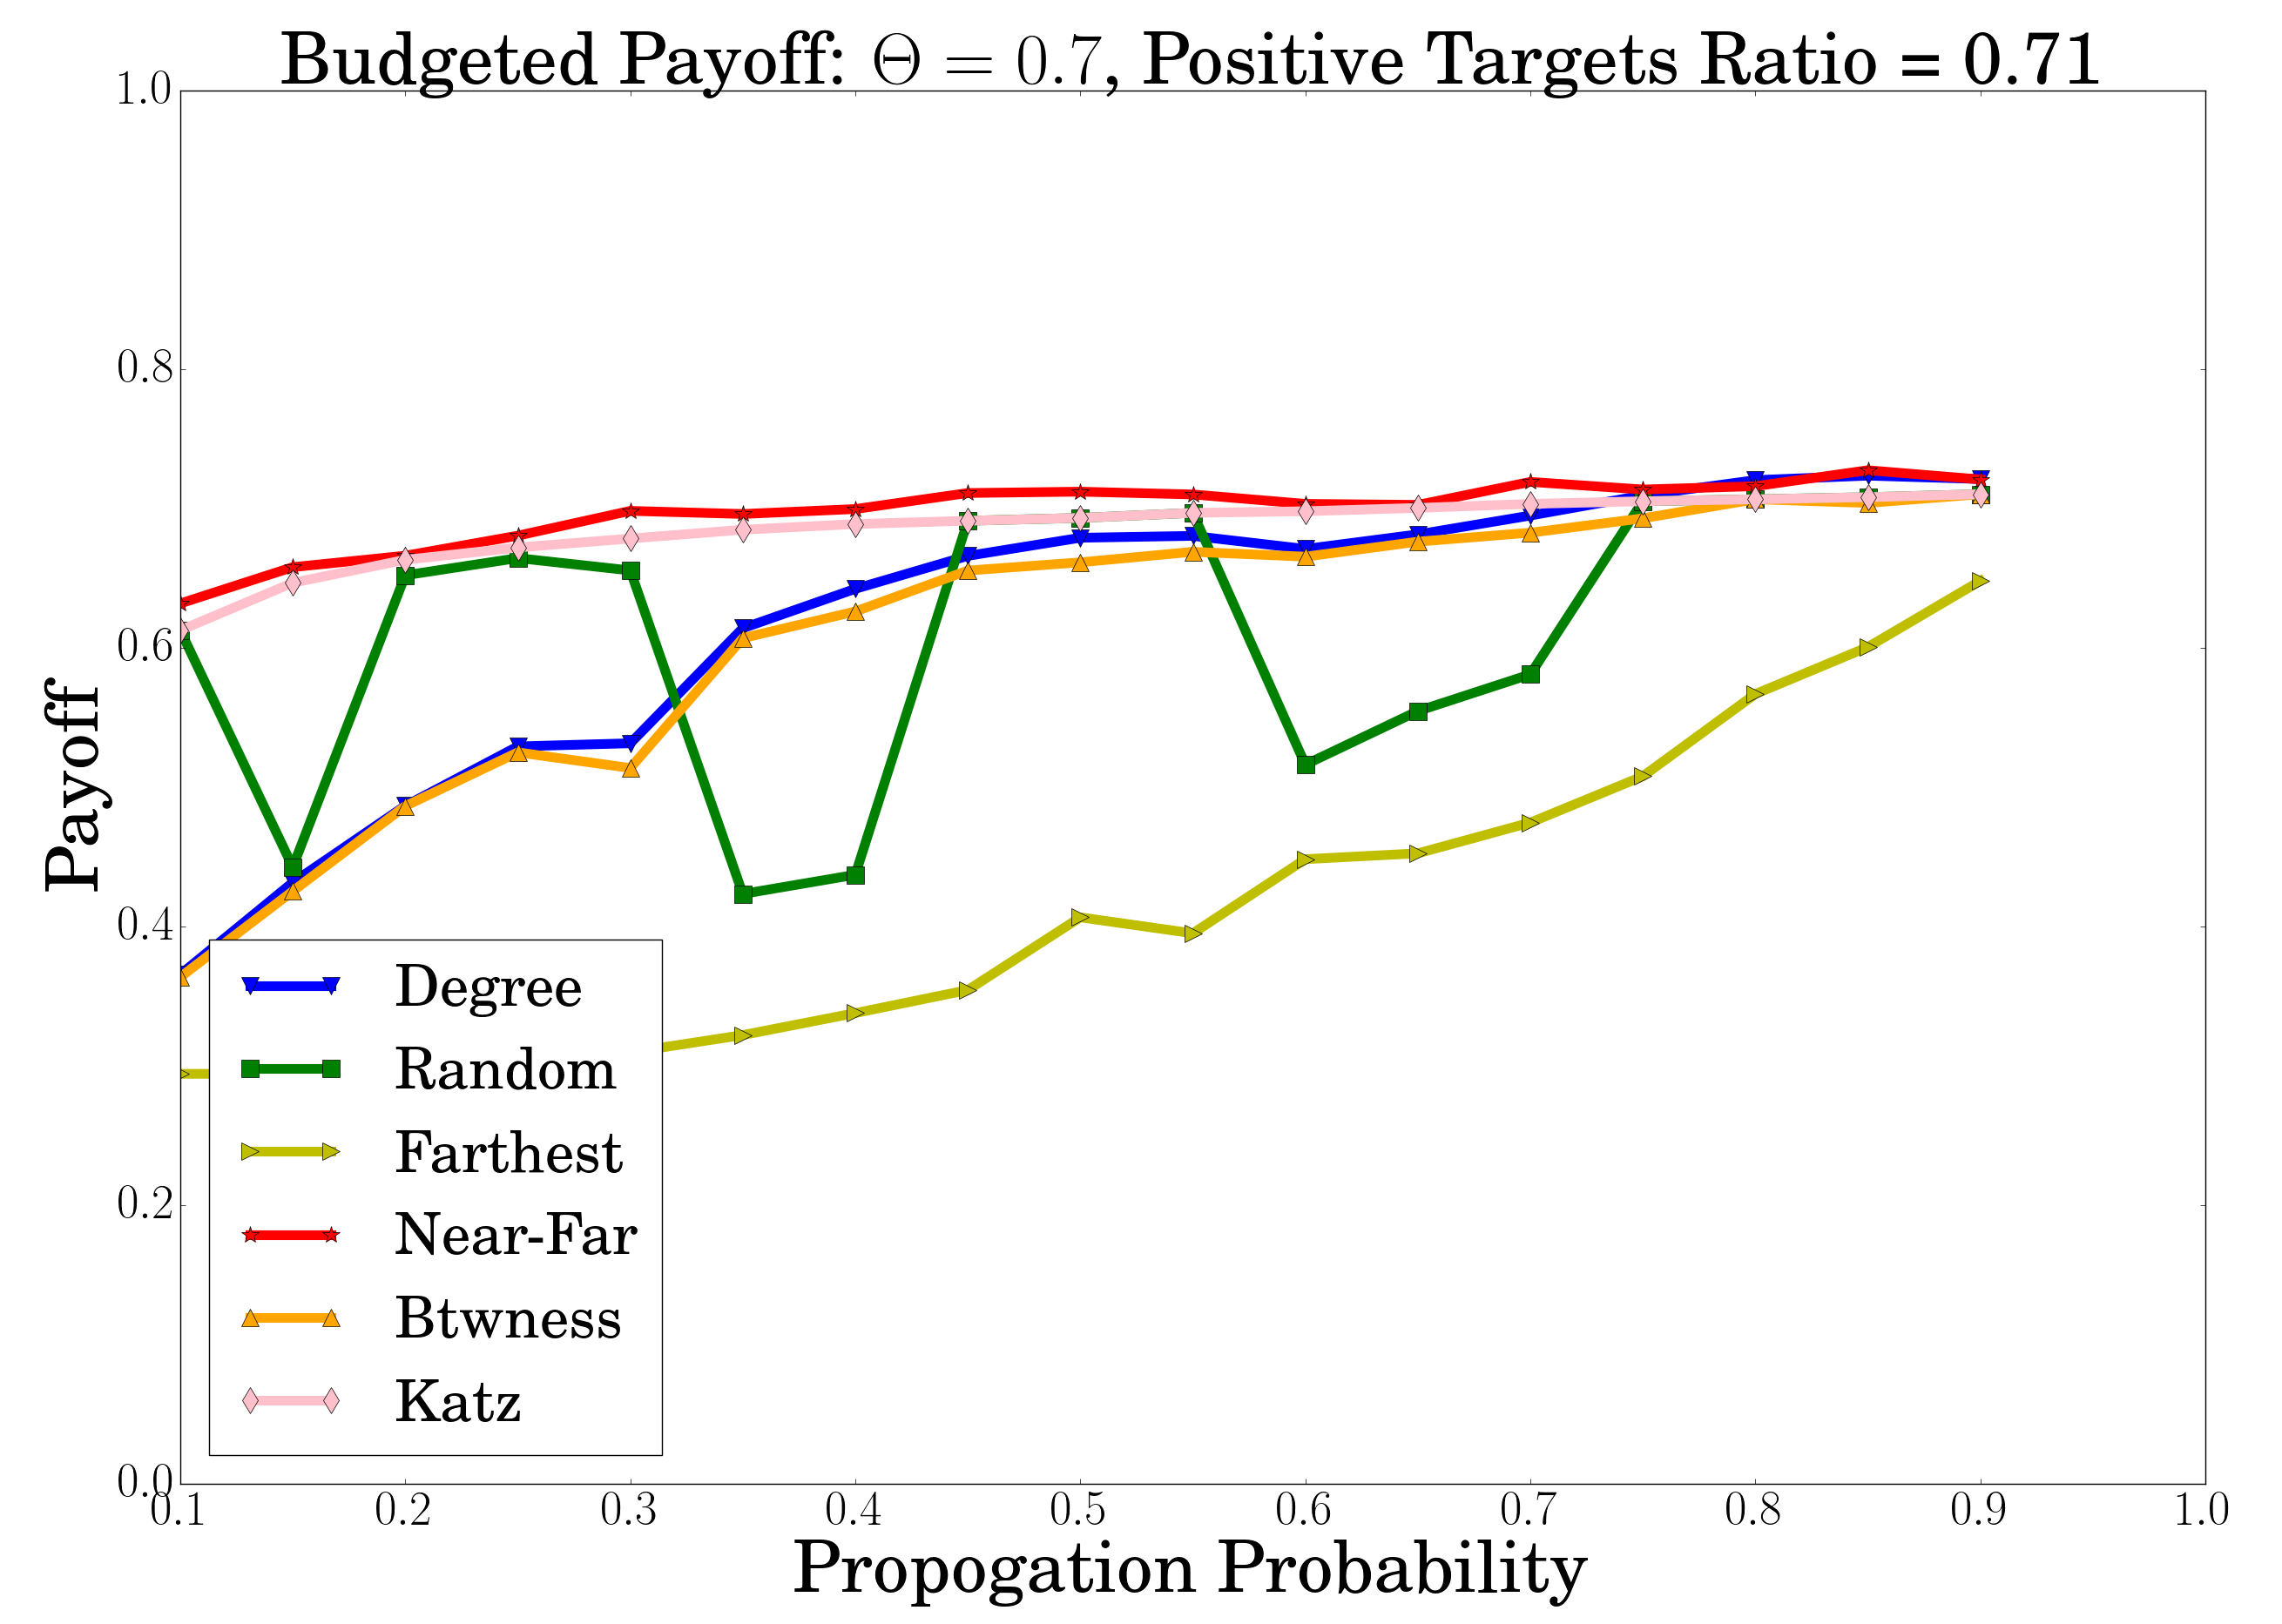 Budgeted Payoff: Θ = 0.7, Positive Targets Ratio = 0.71
1.0
0.8
0.6
0.4
0.2
0.0
Payoff
Degree
Random
Farthest
Near-Far
Btwness
Katz
0.1 0.2 0.3 0.4 0.5 0.6 0.7 0.8 0.9 1.0
Propogation Probability